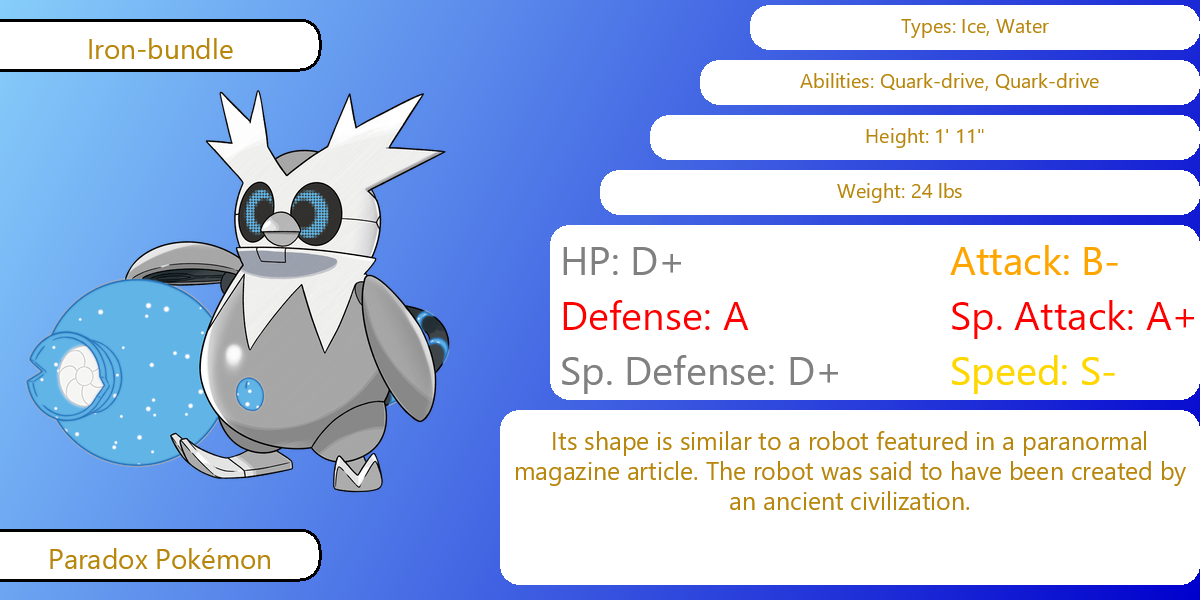 Iron-bundle
Types: Ice, Water
Abilities: Quark-drive, Quark-drive
Height: 1' 11"
Weight: 24 lbs
HP: D+
Attack: B-
Defense: A
Sp. Attack: A+
Sp. Defense: D+
Speed: S-
Its shape is similar to a robot featured in a paranormal
magazine article. The robot was said to have been created by
an ancient civilization.
Paradox Pokémon